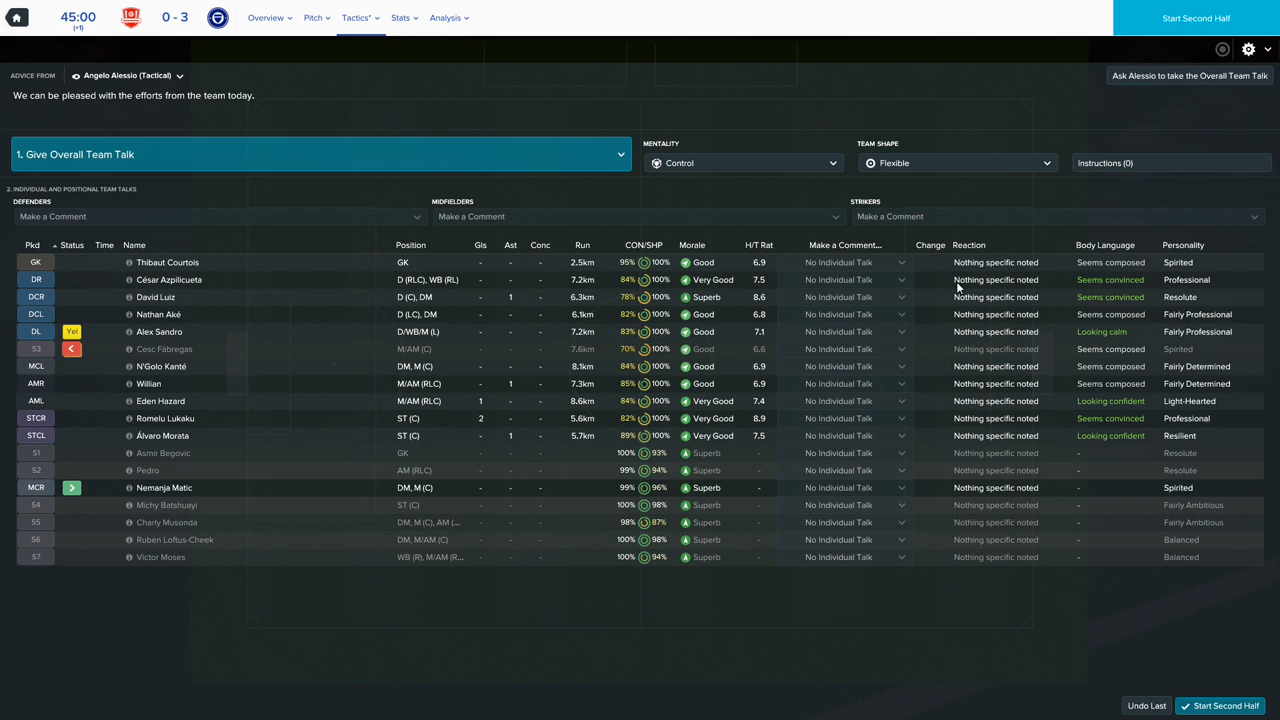 45:00 (+1) 0 - 3 Overview Pitch Tactics* Stats Analysis Start Second Half
ADVICE FROM Angelo Alessio (Tactical) Ask Alessio to take the Overall Team Talk
We can be pleased with the efforts from the team today.
MENTALITY TEAM SHAPE
1. Give Overall Team Talk Control Flexible Instructions (0)
2. INDIVIDUAL AND POSITIONAL TEAM TALKS
DEFENDERS MIDFIELDERS STRIKERS
Make a Comment Make a Comment Make a Comment
Pkd Status Time Name Position Gls Ast Conc Run CON/SHP Morale H/T Rat Make a Comment... Change Reaction Body Language Personality
GK Thibaut Courtois GK - - - 2.5km 95% 100% Good 6.9 No Individual Talk Nothing specific noted Seems composed Spirited
DR César Azpilicueta D (RLC), WB (RL) - - - 7.2km 84% 100% Very Good 7.5 No Individual Talk Nothing specific noted Seems convinced Professional
DCR David Luiz D (C), DM - 1 - 6.3km 78% 100% Superb 8.6 No Individual Talk Nothing specific noted Seems convinced Resolute
DCL Nathan Aké D (LC), DM - - - 6.1km 82% 100% Good 6.8 No Individual Talk Nothing specific noted Seems composed Fairly Professional
DL Yel Alex Sandro D/WB/M (L) - - - 7.2km 83% 100% Good 7.1 No Individual Talk Nothing specific noted Looking calm Fairly Professional
S3 Cesc Fàbregas M/AM (C) - - - 7.6km 70% 100% Good 6.6 No Individual Talk Nothing specific noted Seems composed Spirited
MCL N'Golo Kanté DM, M (C) - - - 8.1km 84% 100% Good 6.9 No Individual Talk Nothing specific noted Seems composed Fairly Determined
AMR Willian M/AM (RLC) - 1 - 7.3km 85% 100% Good 6.9 No Individual Talk Nothing specific noted Seems composed Fairly Determined
AML Eden Hazard M/AM (RLC) 1 - - 8.6km 84% 100% Very Good 7.4 No Individual Talk Nothing specific noted Looking confident Light-Hearted
STCR Romelu Lukaku ST (C) 2 - - 5.6km 82% 100% Very Good 8.9 No Individual Talk Nothing specific noted Seems convinced Professional
STCL Álvaro Morata ST (C) - 1 - 5.7km 89% 100% Very Good 7.5 No Individual Talk Nothing specific noted Looking confident Resilient
S1 Asmir Begovic GK - - - 100% 93% Superb - No Individual Talk Nothing specific noted - Resolute
S2 Pedro AM (RLC) - - - 99% 94% Superb - No Individual Talk Nothing specific noted - Resolute
MCR Nemanja Matic DM, M (C) - - - 99% 96% Superb - No Individual Talk Nothing specific noted - Spirited
S4 Michy Batshuayi ST (C) - - - 100% 98% Superb - No Individual Talk Nothing specific noted - Fairly Ambitious
S5 Charly Musonda DM, M (C), AM (... - - - 98% 87% Superb - No Individual Talk Nothing specific noted - Fairly Ambitious
S6 Ruben Loftus-Cheek DM, M/AM (C) - - - 100% 98% Superb - No Individual Talk Nothing specific noted - Balanced
S7 Victor Moses WB (R), M/AM (R... - - - 100% 94% Superb - No Individual Talk Nothing specific noted - Balanced
Undo Last Start Second Half